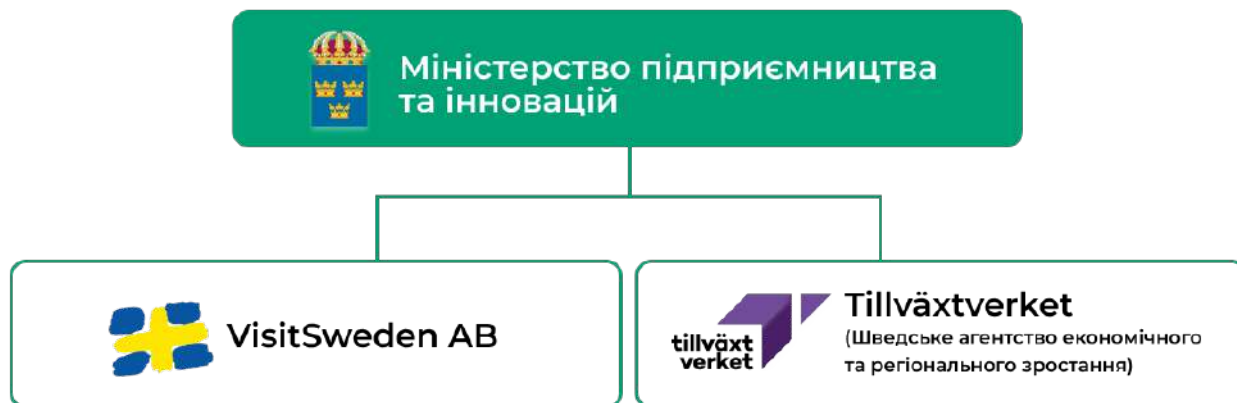 Міністерство підприємництва
та інновацій
VisitSweden AB
tillväxt
verket
Tillväxtverket
(Шведське агентство економічного
та регіонального зростання)